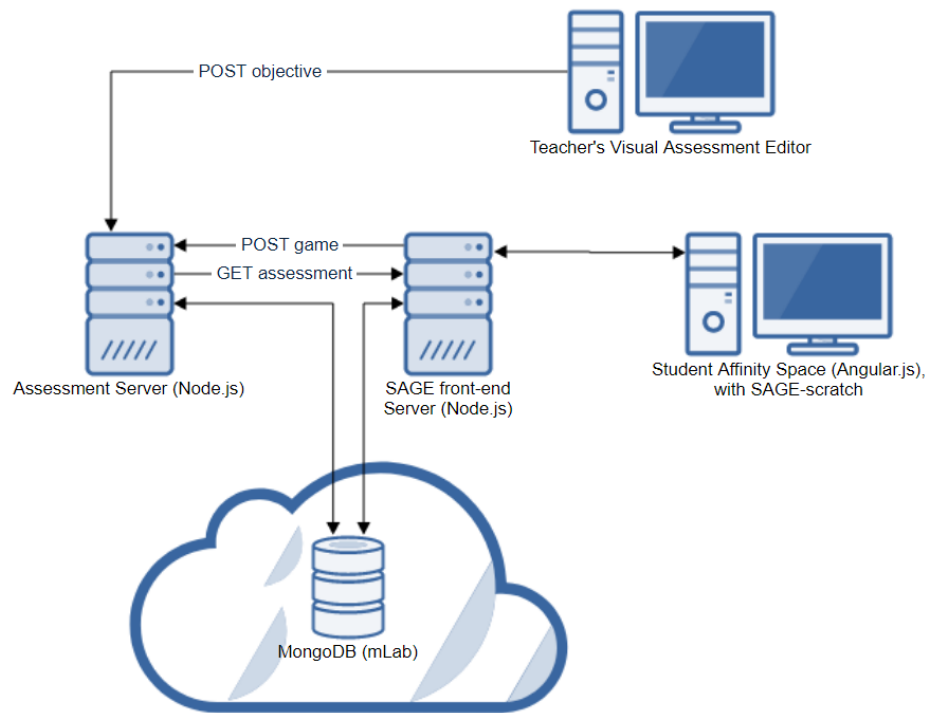 POST objective
Teacher's Visual Assessment Editor
POST game
GET assessment
Assessment Server (Node.js)
SAGE front-end
Server (Node.js)
Student Affinity Space (Angular.js),
with SAGE-scratch
MongoDB (mLab)